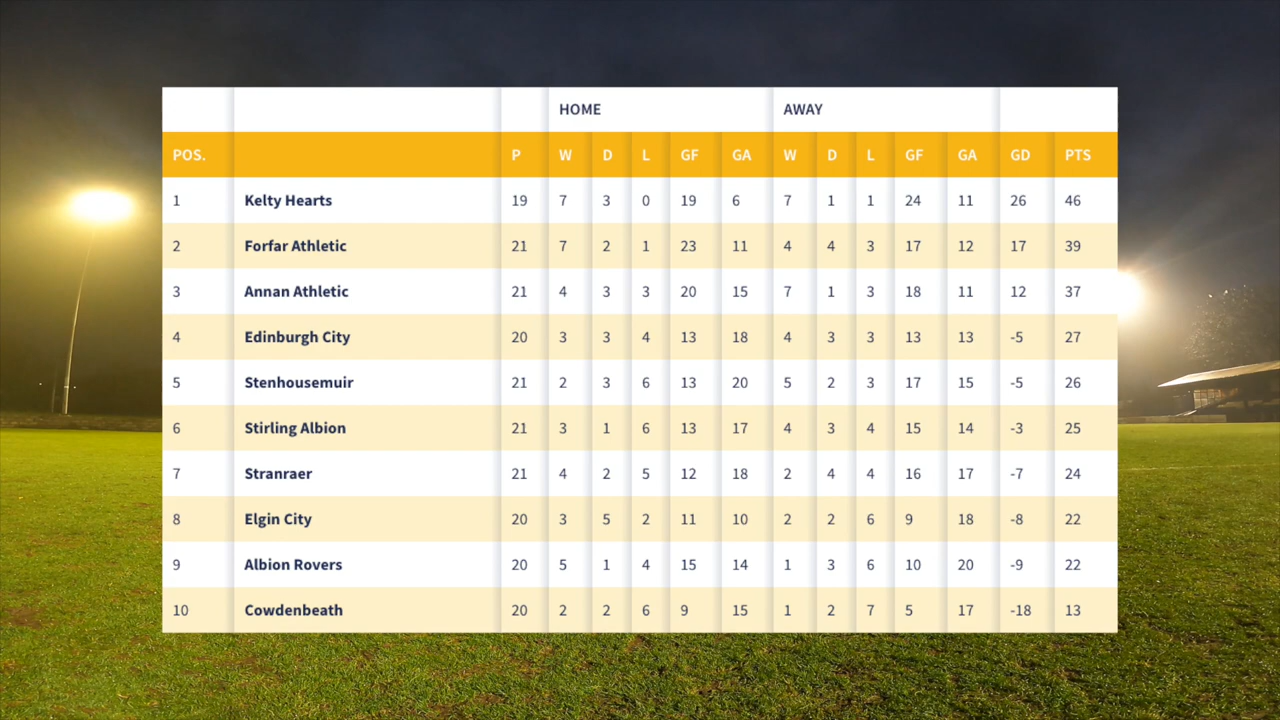 HOME AWAY
POS. P W D L GF GA W D L GF GA GD PTS
1 Kelty Hearts 19 7 3 0 19 6 7 1 1 24 11 26 46
2 Forfar Athletic 21 7 2 1 23 11 4 4 3 17 12 17 39
3 Annan Athletic 21 4 3 3 20 15 7 1 3 18 11 12 37
4 Edinburgh City 20 3 3 4 13 18 4 3 3 13 13 -5 27
5 Stenhousemuir 21 2 3 6 13 20 5 2 3 17 15 -5 26
6 Stirling Albion 21 3 1 6 13 17 4 3 4 15 14 -3 25
7 Stranraer 21 4 2 5 12 18 2 4 4 16 17 -7 24
8 Elgin City 20 3 5 2 11 10 2 2 6 9 18 -8 22
9 Albion Rovers 20 5 1 4 15 14 1 3 6 10 20 -9 22
10 Cowdenbeath 20 2 2 6 9 15 1 2 7 5 17 -18 13